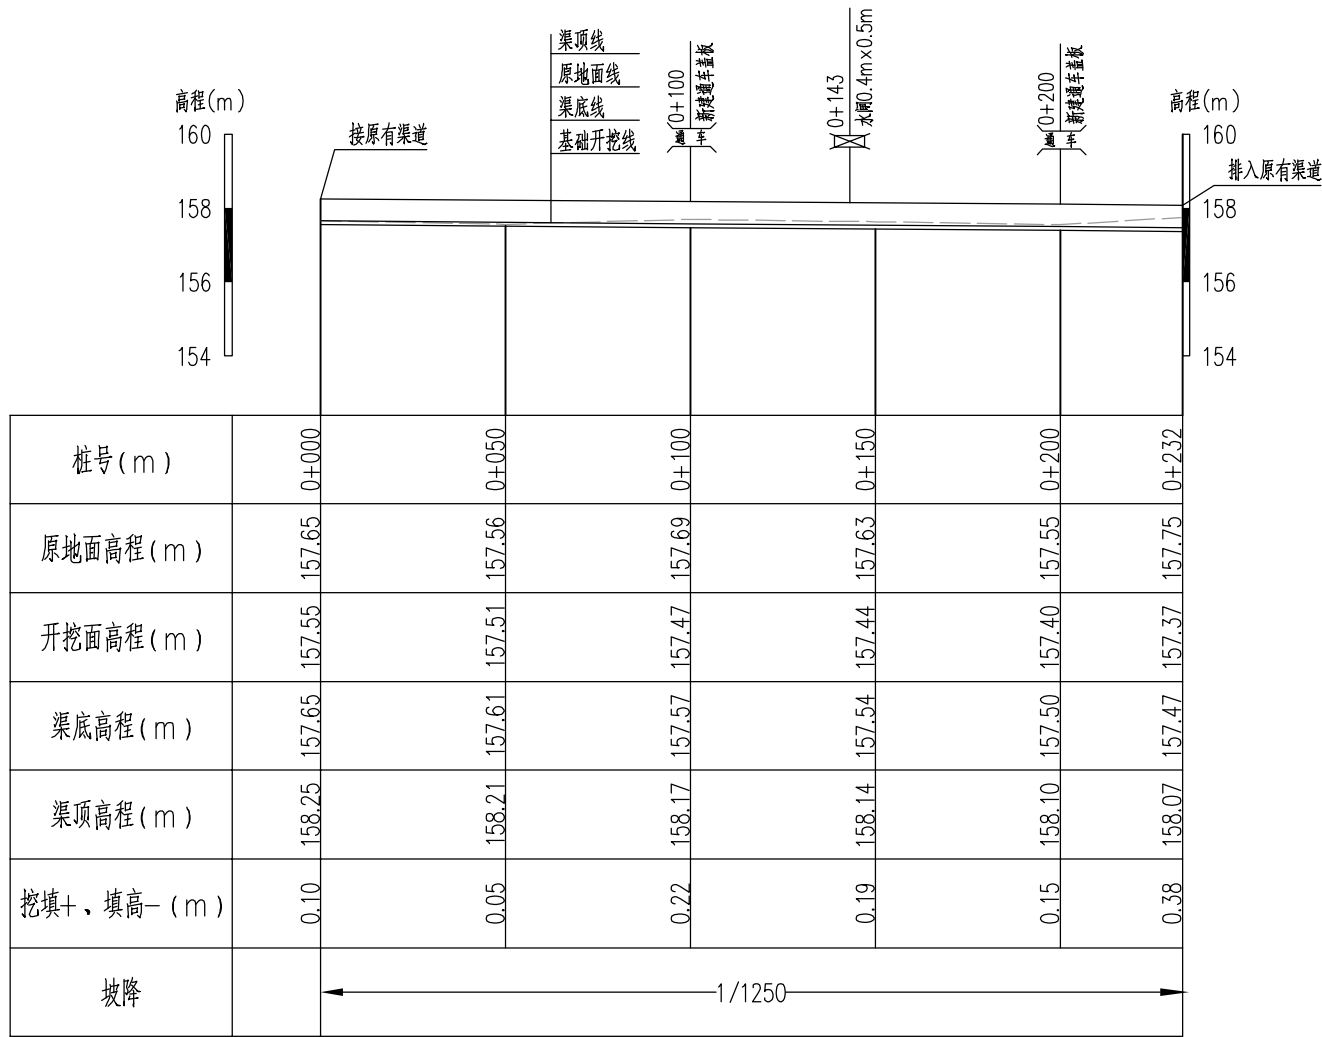 渠顶线
原地面线
渠底线
基础开挖线
0+100
新建通车盖板
通车
0+143
水闸0.4m×0.5m
0+200
新建通车盖板
通车
高程(m)
160
158
156
154
接原有渠道
高程(m)
160
158
156
154
排入原有渠道
桩号(m) 0+000 0+050 0+100 0+150 0+200 0+232
原地面高程(m) 157.65 157.56 157.69 157.63 157.55 157.75
开挖面高程(m) 157.55 157.51 157.47 157.44 157.40 157.37
渠底高程(m) 157.65 157.61 157.57 157.54 157.50 157.47
渠顶高程(m) 158.25 158.21 158.17 158.14 158.10 158.07
挖填+、填高-(m) 0.10 0.05 0.22 0.19 0.15 0.38
坡降 1/1250